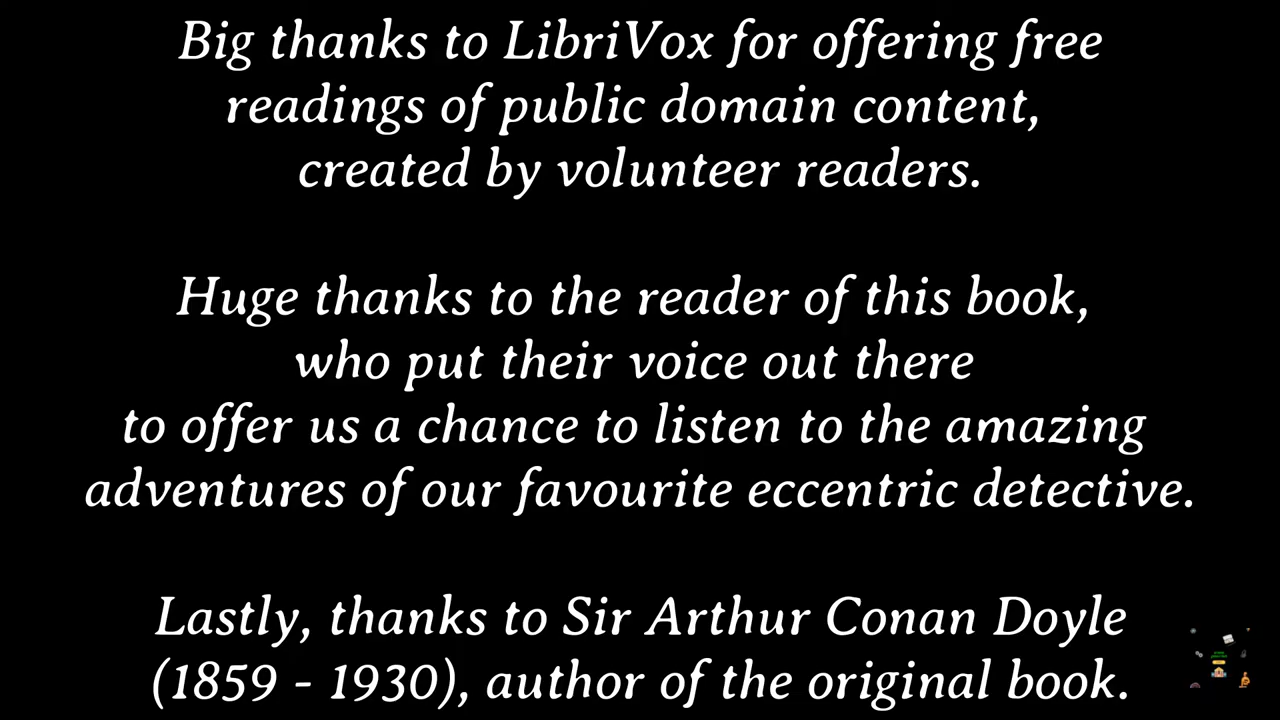 Big thanks to LibriVox for offering free
readings of public domain content,
created by volunteer readers.
Huge thanks to the reader of this book,
who put their voice out there
to offer us a chance to listen to the amazing
adventures of our favourite eccentric detective.
Lastly, thanks to Sir Arthur Conan Doyle
(1859 - 1930), author of the original book.